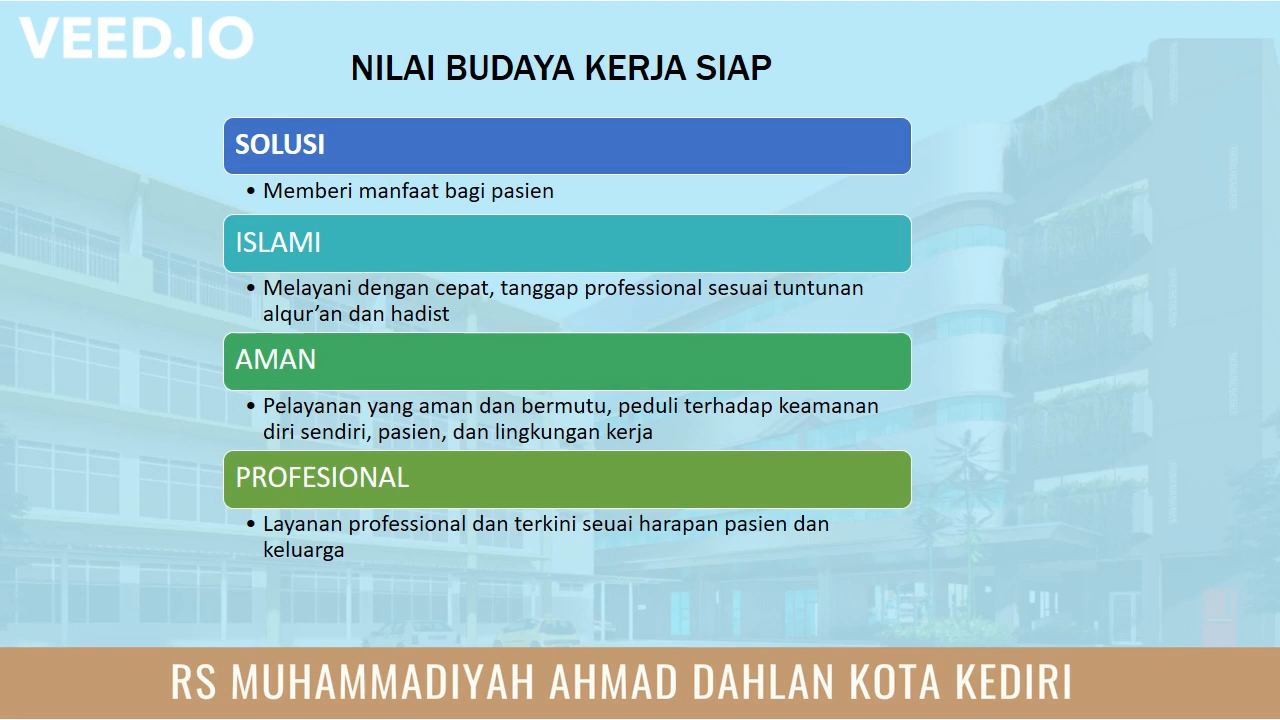 VEED.IO
NILAI BUDAYA KERJA SIAP
SOLUSI
• Memberi manfaat bagi pasien
ISLAMI
• Melayani dengan cepat, tanggap professional sesuai tuntunan
alqur’an dan hadist
AMAN
• Pelayanan yang aman dan bermutu, peduli terhadap keamanan
diri sendiri, pasien, dan lingkungan kerja
PROFESIONAL
• Layanan professional dan terkini seuai harapan pasien dan
keluarga
RS MUHAMMADIYAH AHMAD DAHLAN KOTA KEDIRI